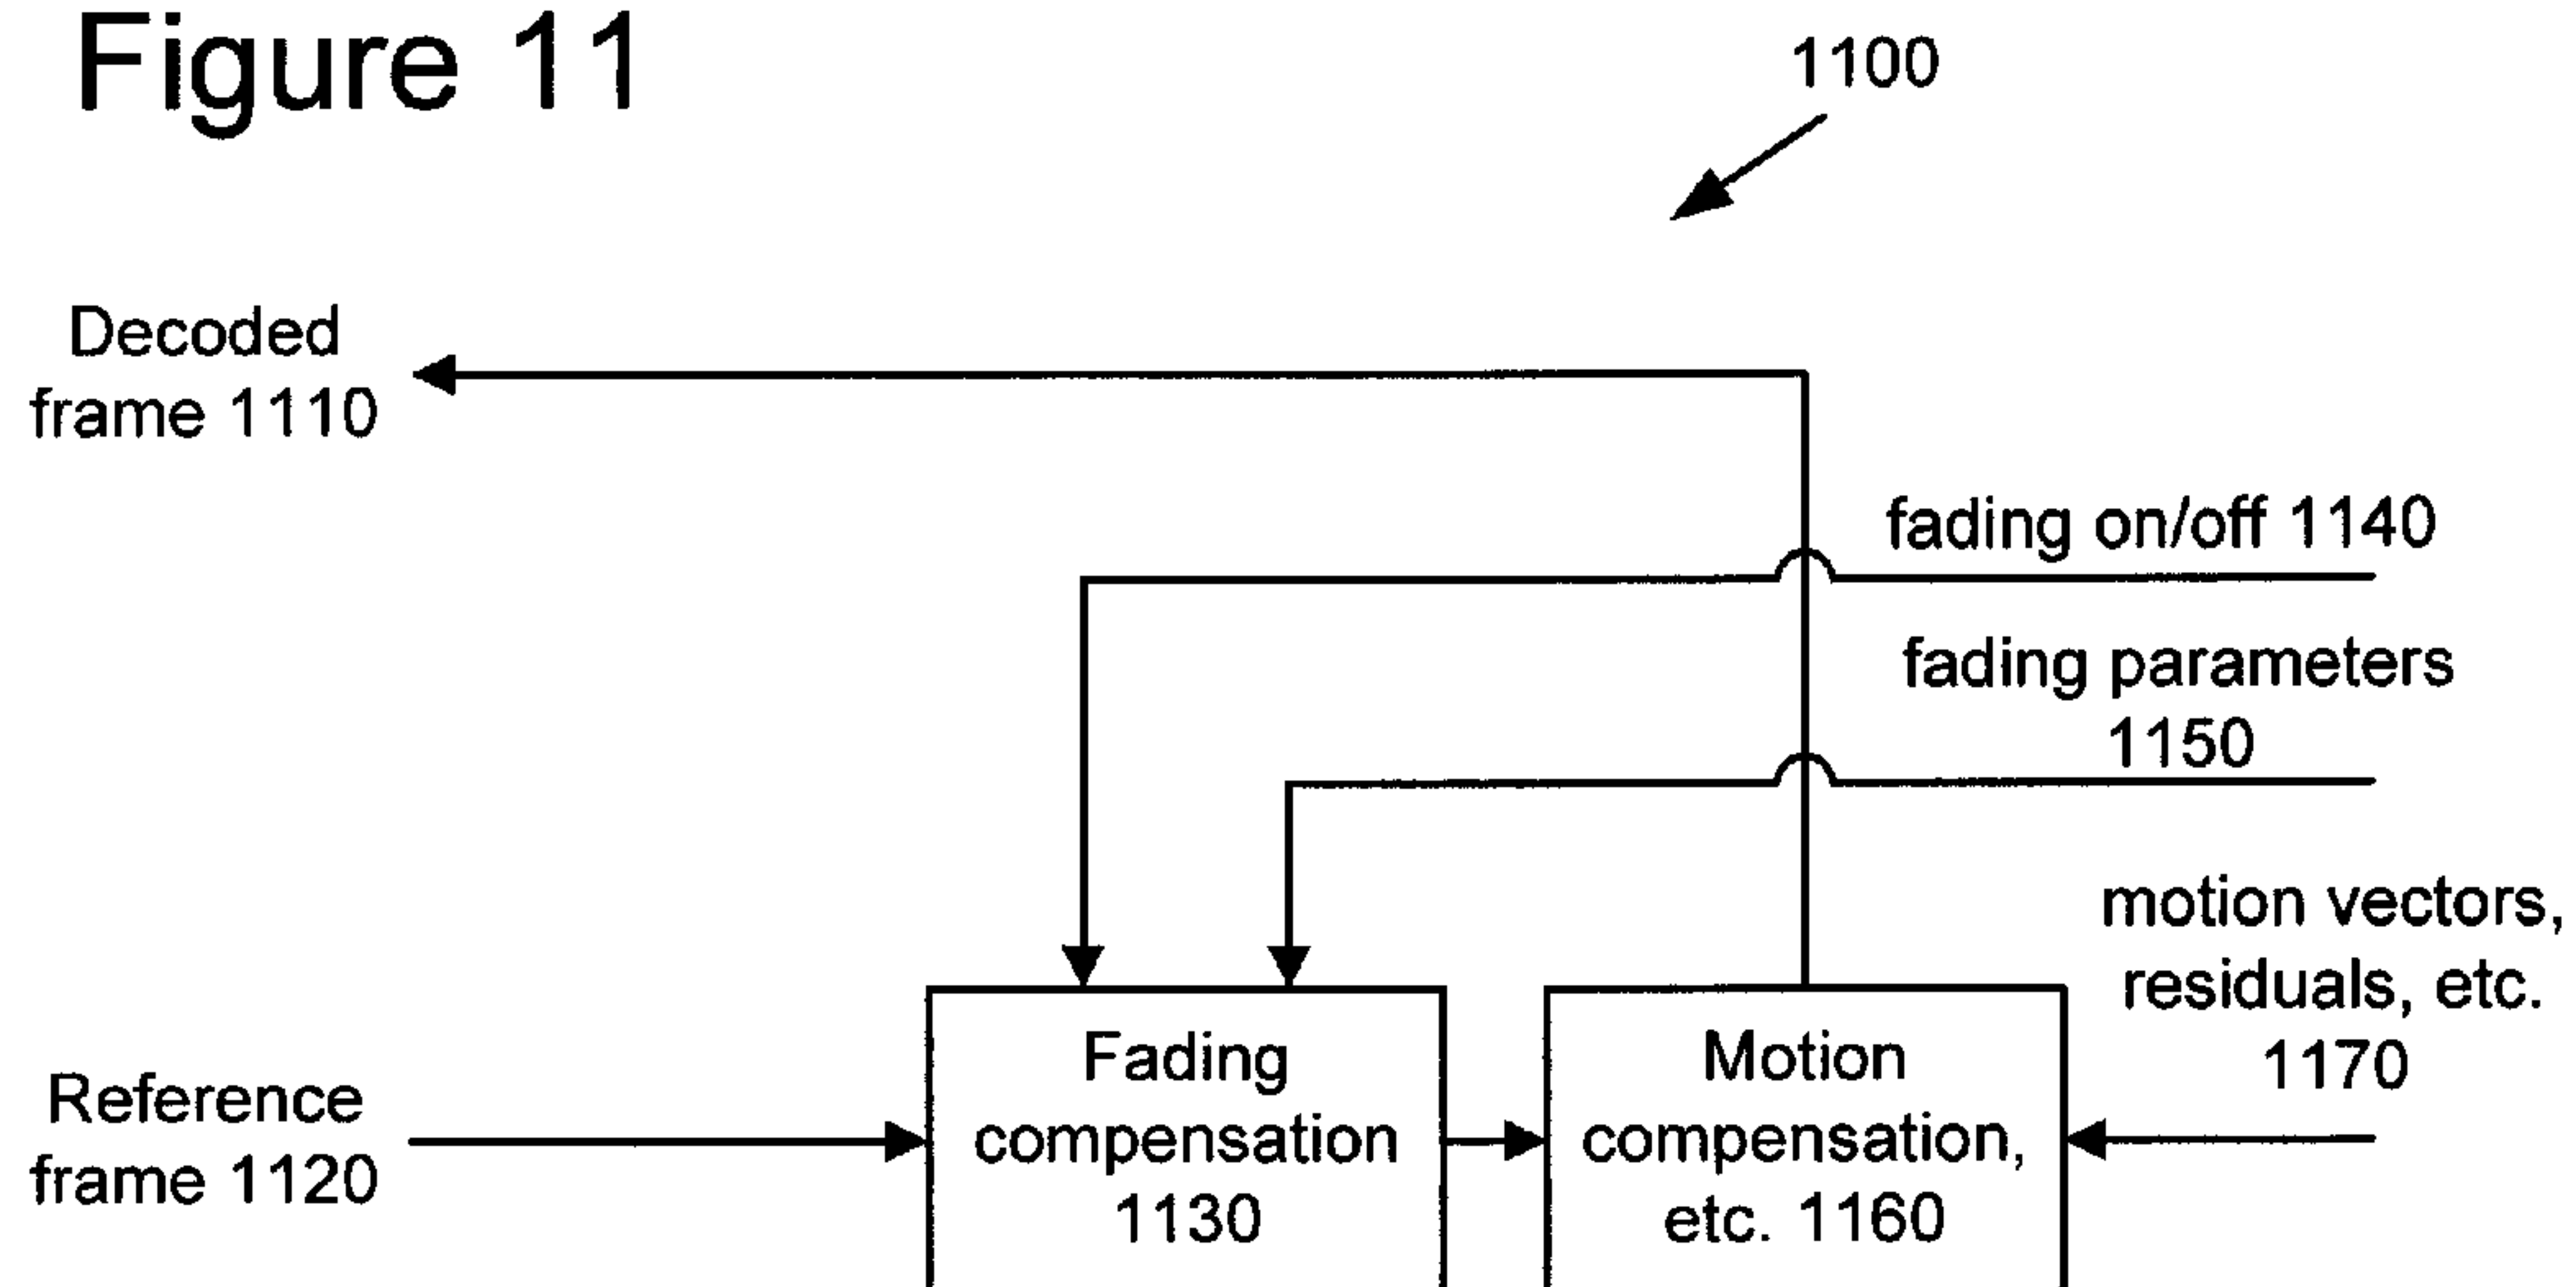 Figure 11
1100
Decoded
frame 1110
fading on/off 1140
fading parameters
1150
motion vectors,
residuals, etc.
1170
Reference
frame 1120
Fading
compensation
1130
Motion
compensation,
etc. 1160